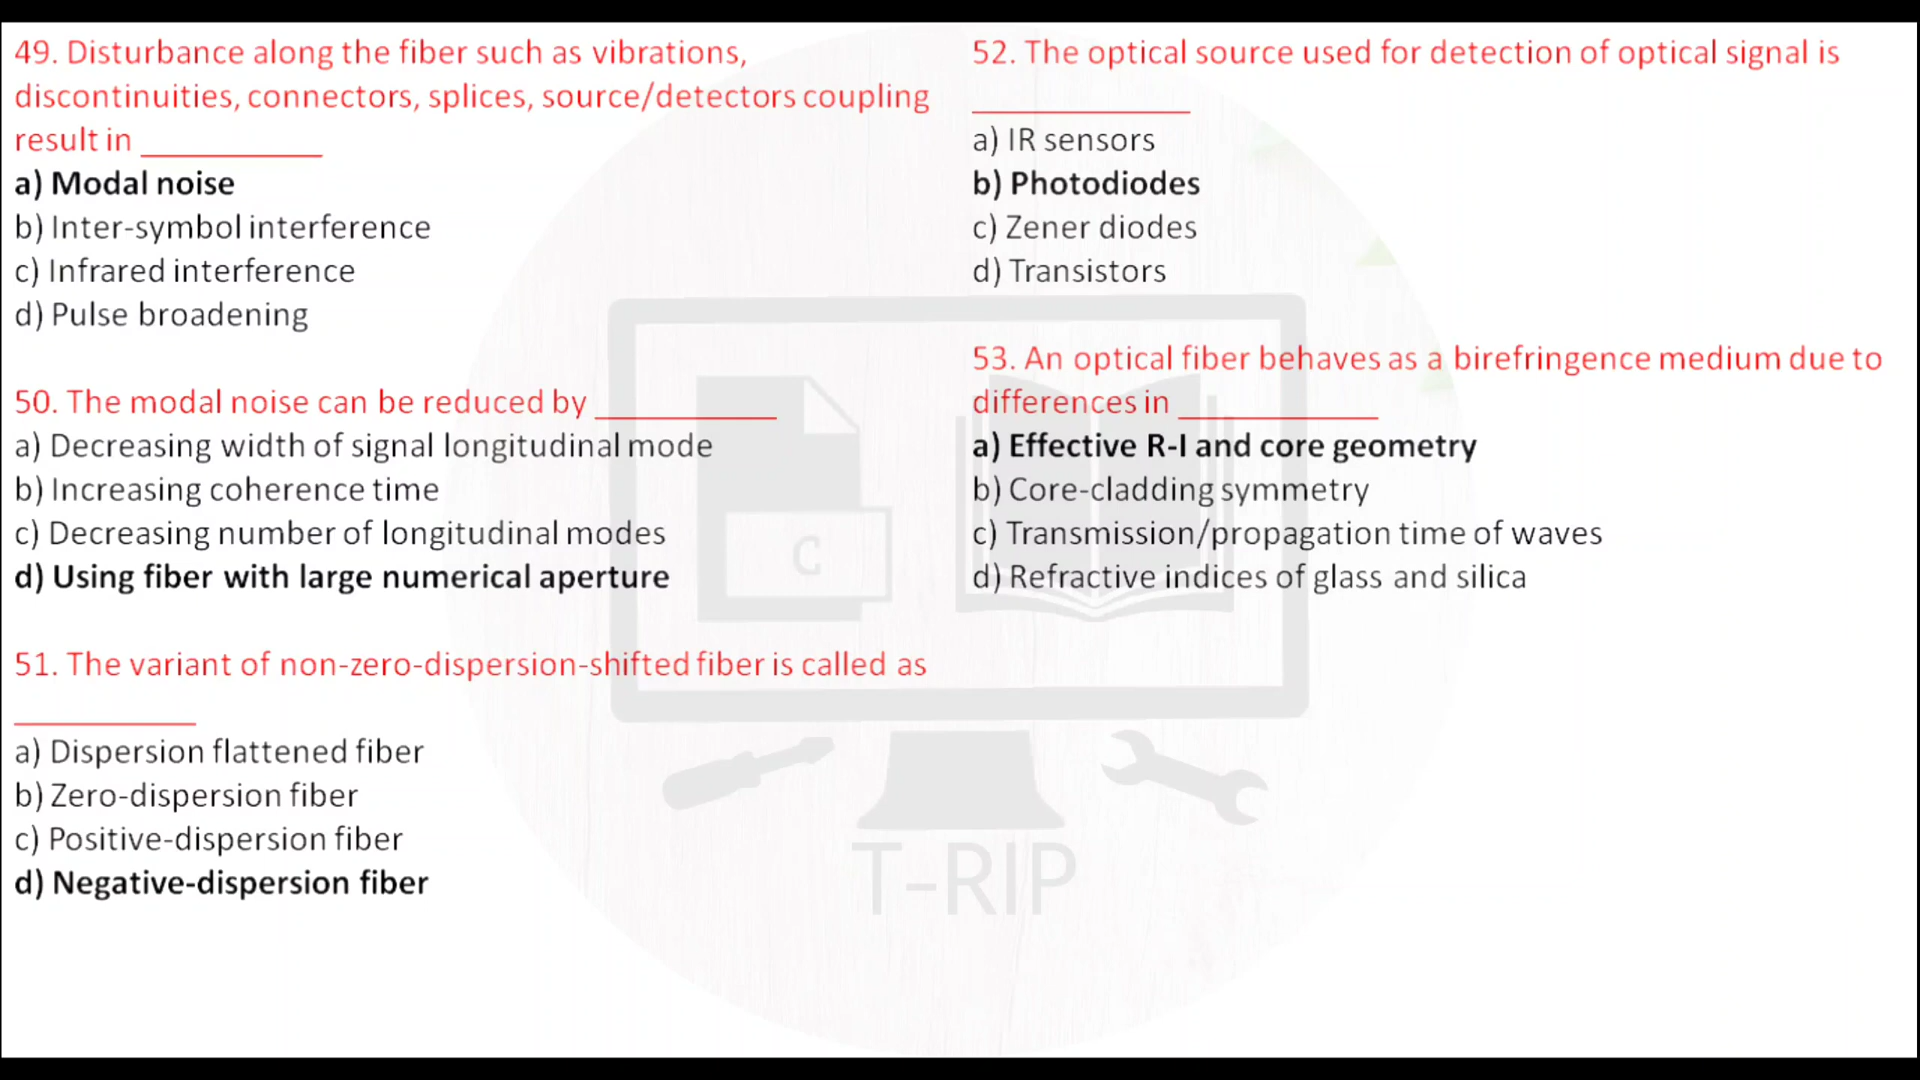 49. Disturbance along the fiber such as vibrations,
discontinuities, connectors, splices, source/detectors coupling
result in ___________
a) Modal noise
b) Inter-symbol interference
c) Infrared interference
d) Pulse broadening
50. The modal noise can be reduced by ___________
a) Decreasing width of signal longitudinal mode
b) Increasing coherence time
c) Decreasing number of longitudinal modes
d) Using fiber with large numerical aperture
51. The variant of non-zero-dispersion-shifted fiber is called as
___________
a) Dispersion flattened fiber
b) Zero-dispersion fiber
c) Positive-dispersion fiber
d) Negative-dispersion fiber
52. The optical source used for detection of optical signal is
_____________
a) IR sensors
b) Photodiodes
c) Zener diodes
d) Transistors
53. An optical fiber behaves as a birefringence medium due to
differences in ____________
a) Effective R-I and core geometry
b) Core-cladding symmetry
c) Transmission/propagation time of waves
d) Refractive indices of glass and silica
C
T-RIP